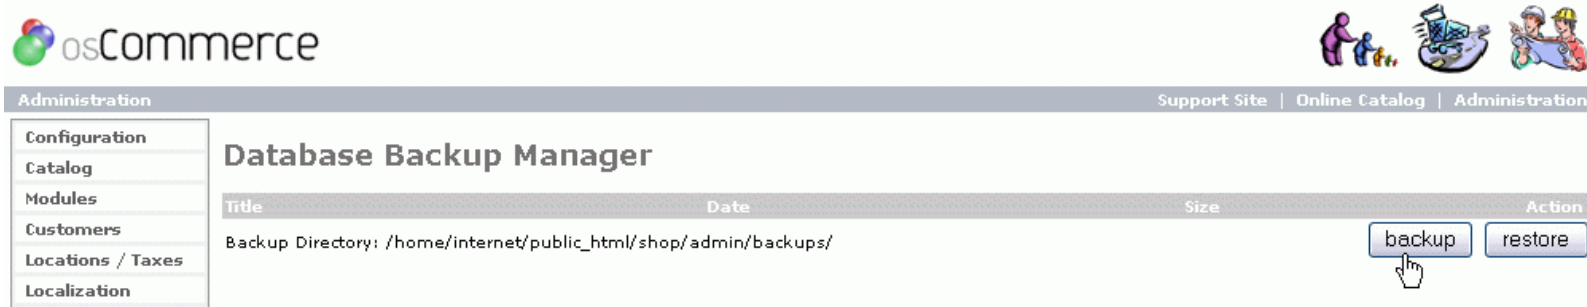 osCommerce
Administration Support Site | Online Catalog | Administration
Configuration
Catalog
Modules
Customers
Locations / Taxes
Localization
Database Backup Manager
Title Date Size Action
Backup Directory: /home/internet/public_html/shop/admin/backups/ backup restore